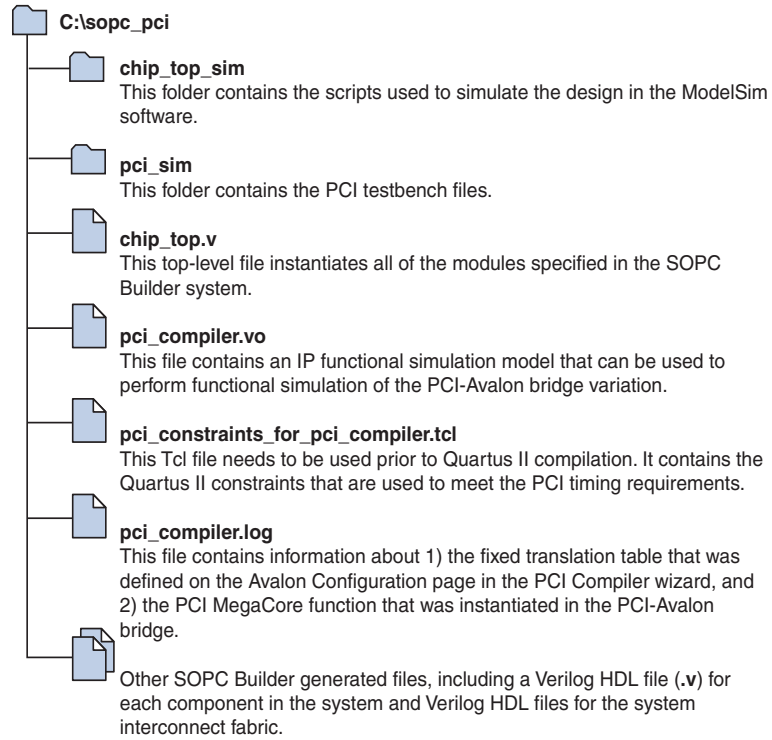 C:\sopc_pci
chip_top_sim
This folder contains the scripts used to simulate the design in the ModelSim
software.
pci_sim
This folder contains the PCI testbench files.
chip_top.v
This top-level file instantiates all of the modules specified in the SOPC
Builder system.
pci_compiler.vo
This file contains an IP functional simulation model that can be used to
perform functional simulation of the PCI-Avalon bridge variation.
pci_constraints_for_pci_compiler.tcl
This Tcl file needs to be used prior to Quartus II compilation. It contains the
Quartus II constraints that are used to meet the PCI timing requirements.
pci_compiler.log
This file contains information about 1) the fixed translation table that was
defined on the Avalon Configuration page in the PCI Compiler wizard, and
2) the PCI MegaCore function that was instantiated in the PCI-Avalon
bridge.
Other SOPC Builder generated files, including a Verilog HDL file (.v) for
each component in the system and Verilog HDL files for the system
interconnect fabric.